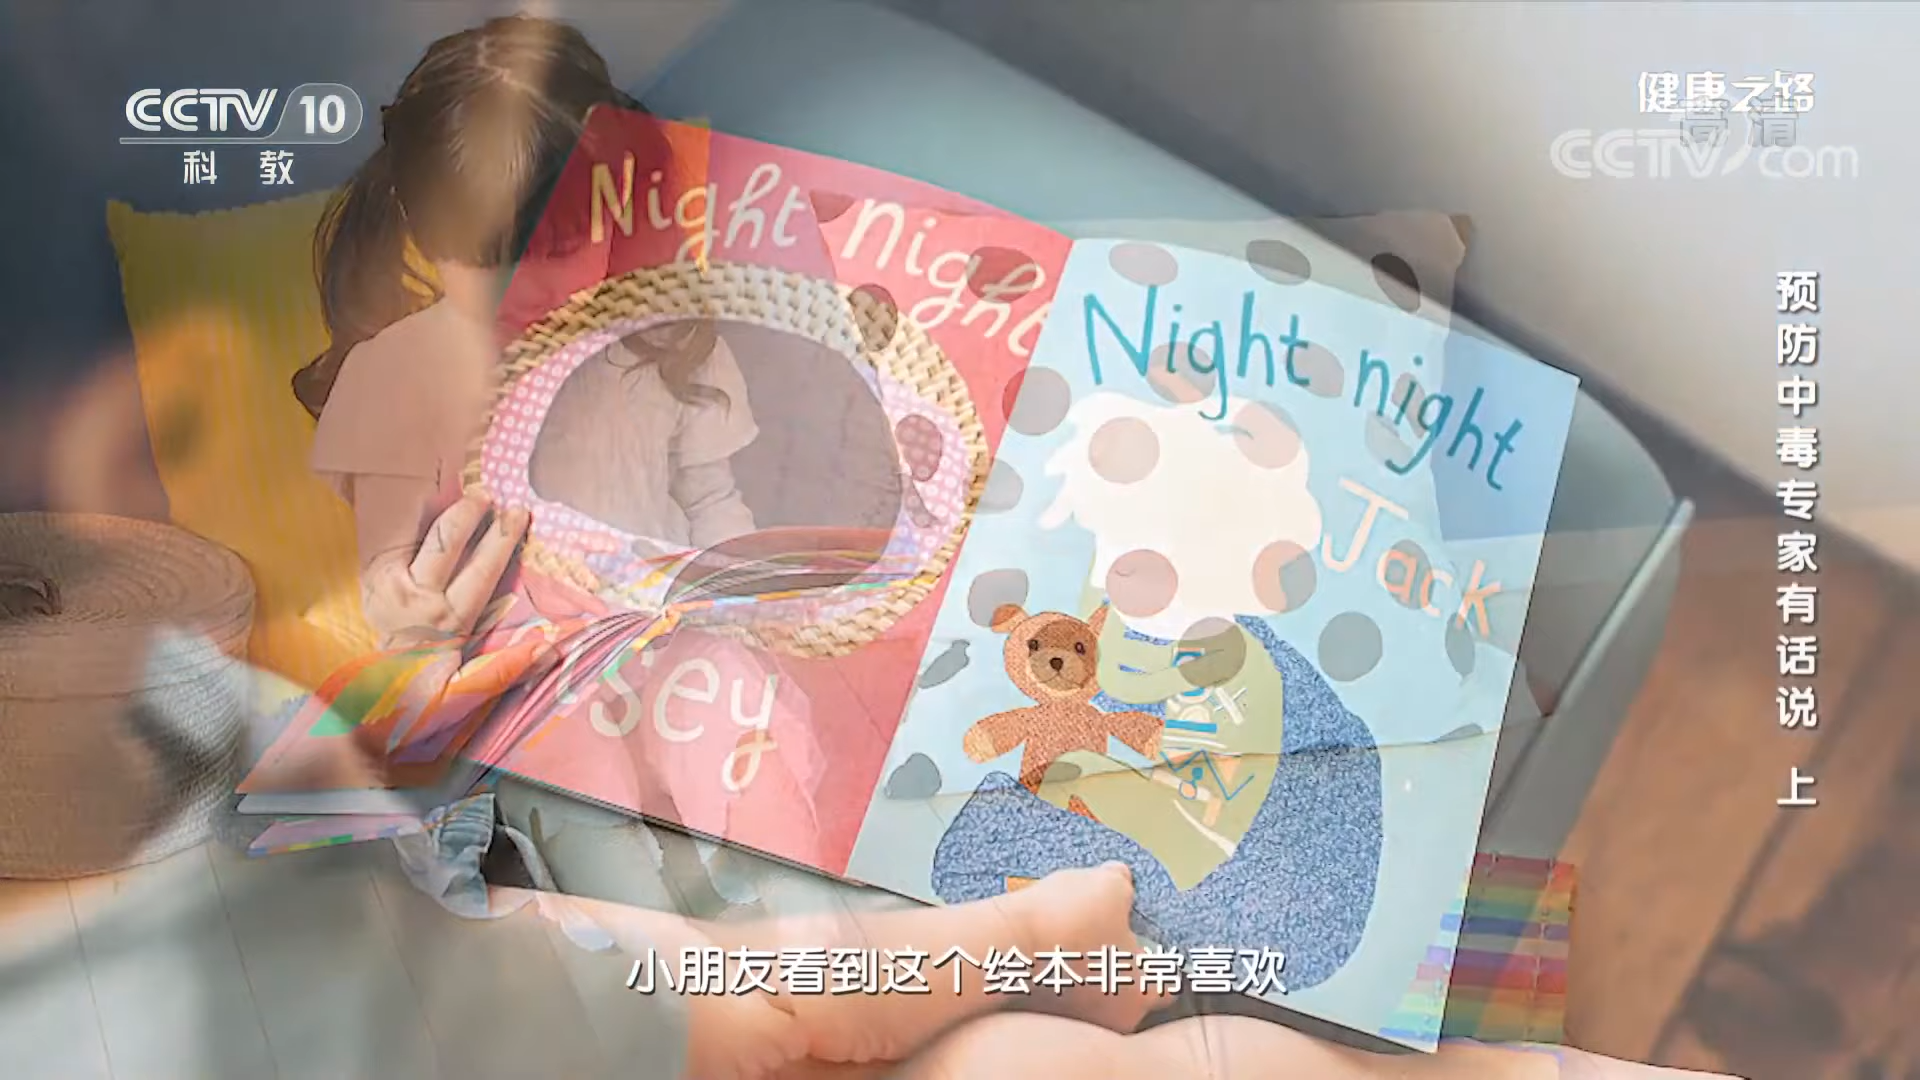 CCTV 10
科 教
健康之路
高清
CCTV.com
预防中毒专家有话说 上
Night Night
sey
Night night
Jack
小朋友看到这个绘本非常喜欢